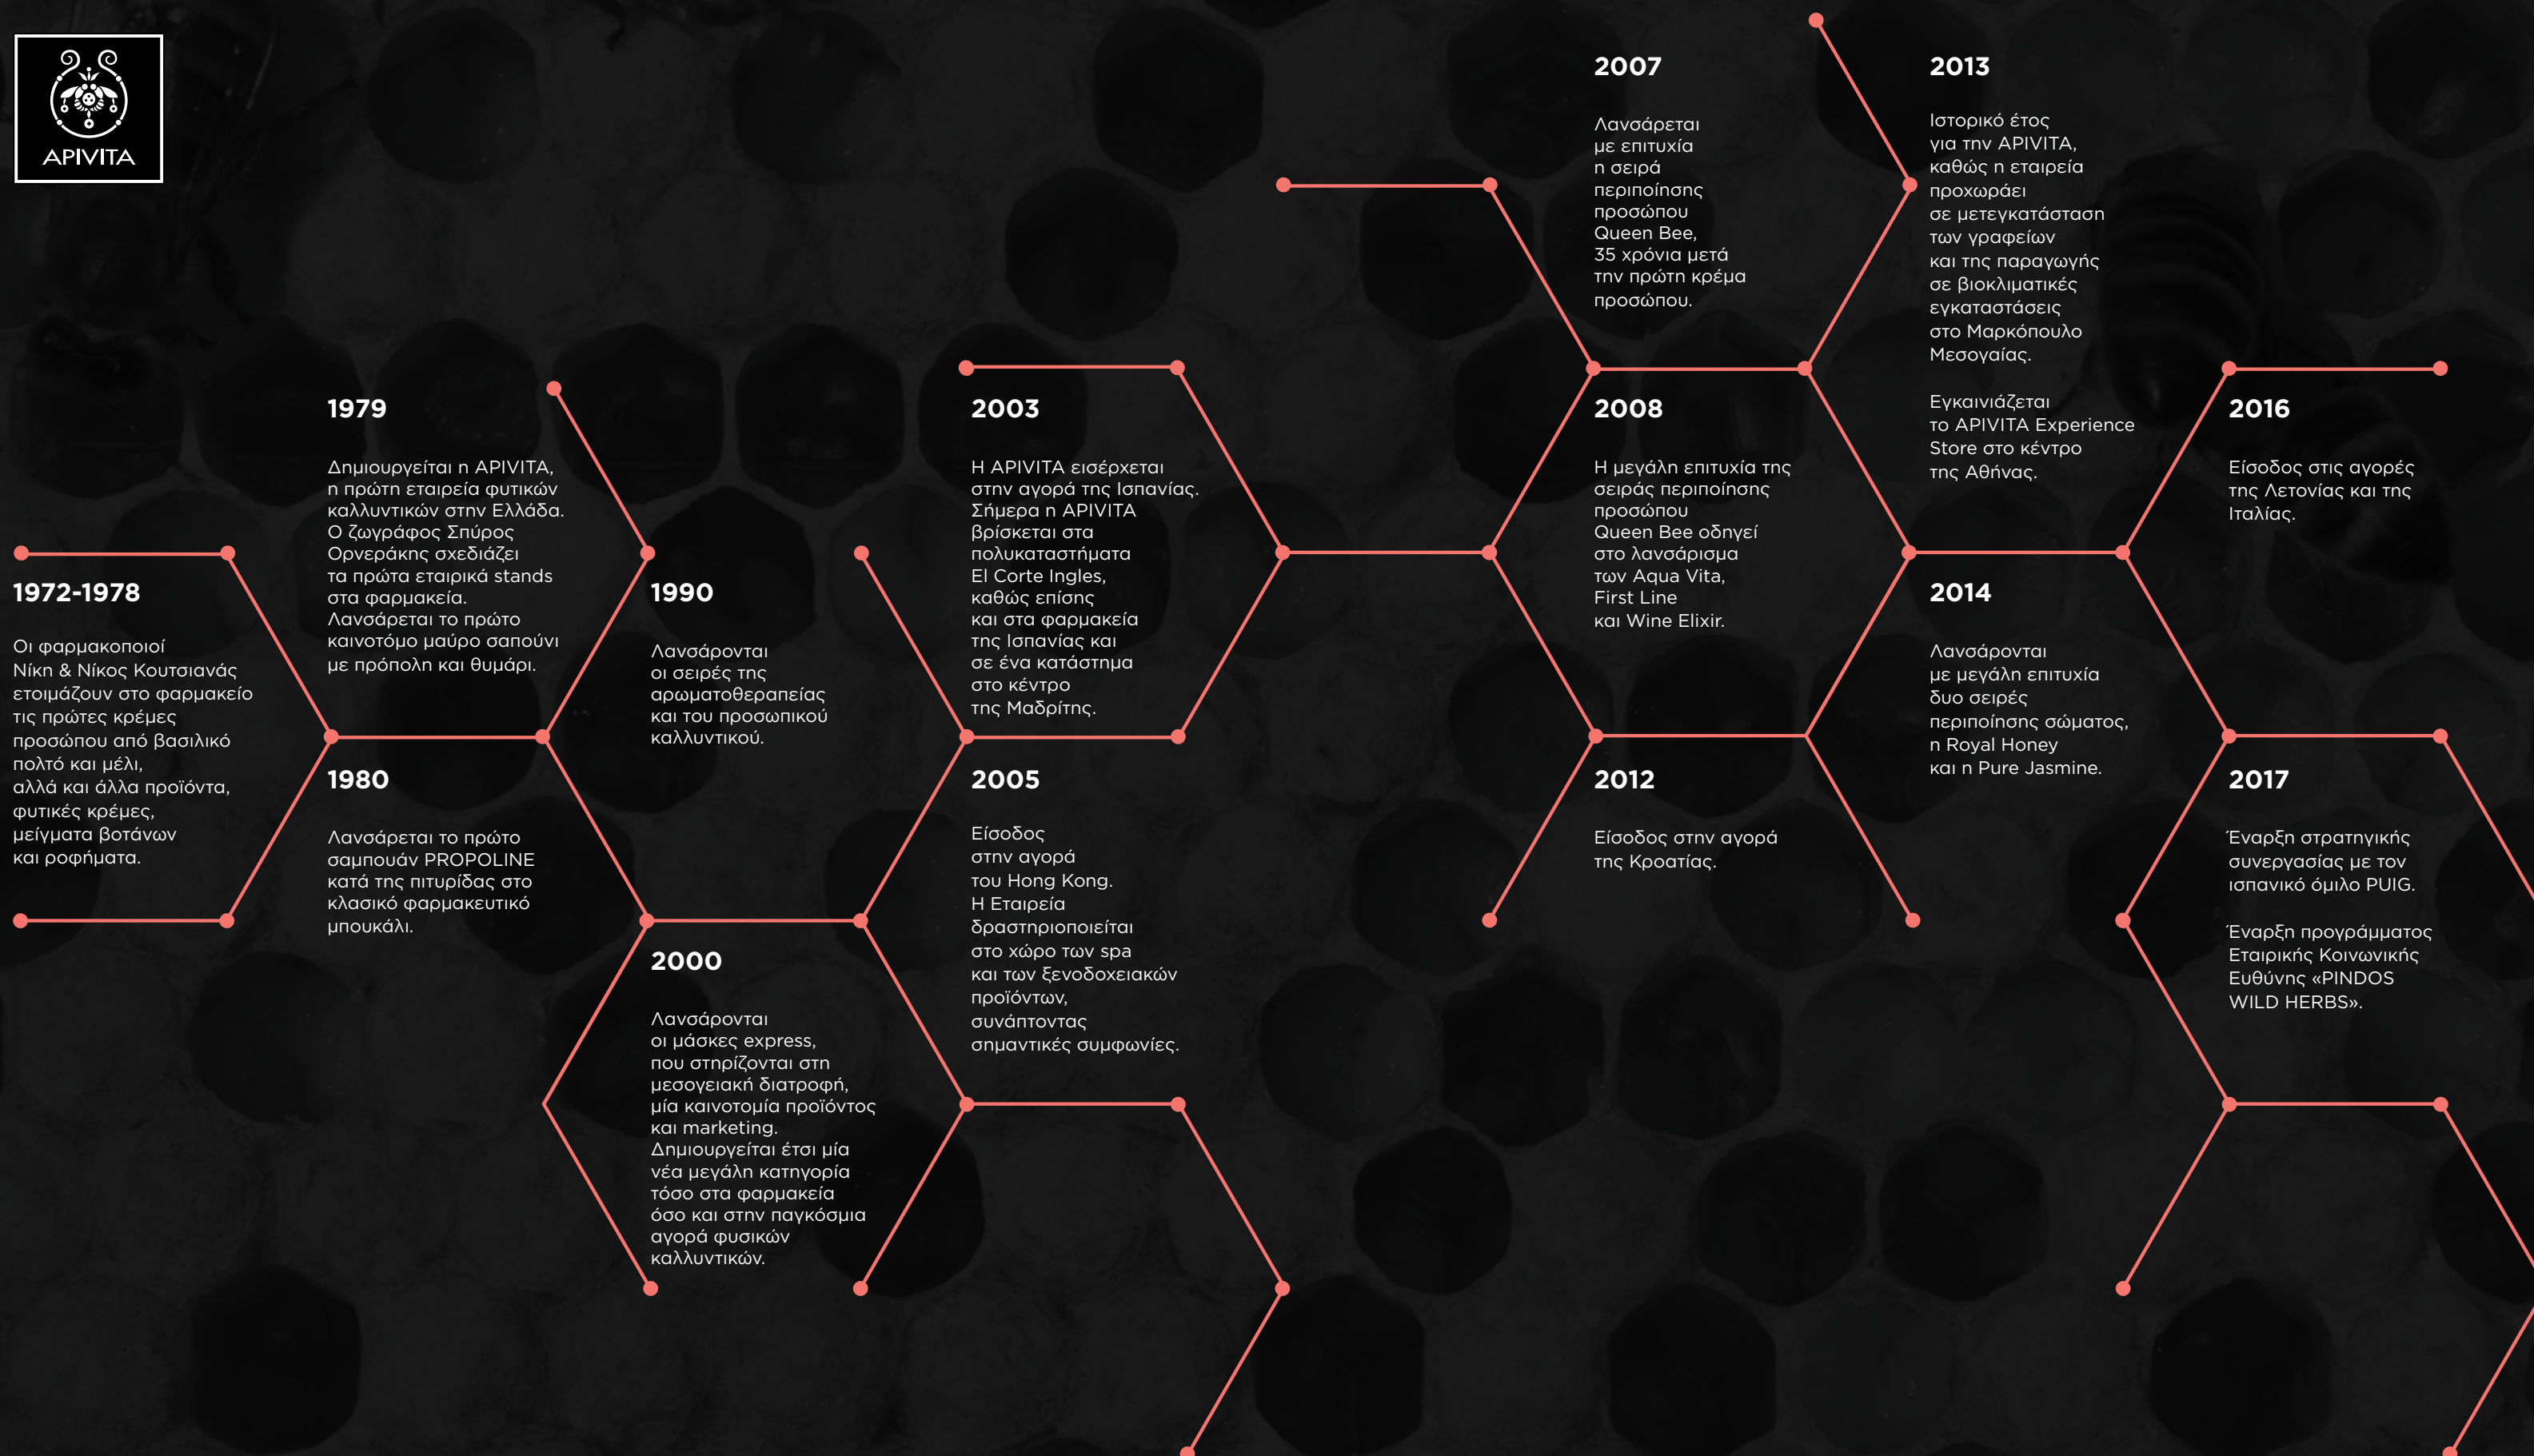 APIVITA
1972-1978
Οι φαρμακοποιοί
Νίκη & Νίκος Κουτσιανάς
ετοιμάζουν στο φαρμακείο
τις πρώτες κρέμες
προσώπου από βασιλικό
πολτό και μέλι,
αλλά και άλλα προϊόντα,
φυτικές κρέμες,
μείγματα βοτάνων
και ροφήματα.
1979
Δημιουργείται η APIVITA,
η πρώτη εταιρεία φυτικών
καλλυντικών στην Ελλάδα.
Ο ζωγράφος Σπύρος
Ορνεράκης σχεδιάζει
τα πρώτα εταιρικά stands
στα φαρμακεία.
Λανσάρεται το πρώτο
καινοτόμο μαύρο σαπούνι
με πρόπολη και θυμάρι.
1980
Λανσάρεται το πρώτο
σαμπουάν PROPOLINE
κατά της πιτυρίδας στο
κλασικό φαρμακευτικό
μπουκάλι.
1990
Λανσάρονται
οι σειρές της
αρωματοθεραπείας
και του προσωπικού
καλλυντικού.
2000
Λανσάρονται
οι μάσκες express,
που στηρίζονται στη
μεσογειακή διατροφή,
μία καινοτομία προϊόντος
και marketing.
Δημιουργείται έτσι μία
νέα μεγάλη κατηγορία
τόσο στα φαρμακεία
όσο και στην παγκόσμια
αγορά φυσικών
καλλυντικών.
2003
Η APIVITA εισέρχεται
στην αγορά της Ισπανίας.
Σήμερα η APIVITA
βρίσκεται στα
πολυκαταστήματα
El Corte Ingles,
καθώς επίσης
και στα φαρμακεία
της Ισπανίας και
σε ένα κατάστημα
στο κέντρο
της Μαδρίτης.
2005
Είσοδος
στην αγορά
του Hong Kong.
Η Εταιρεία
δραστηριοποιείται
στο χώρο των spa
και των ξενοδοχειακών
προϊόντων,
συνάπτοντας
σημαντικές συμφωνίες.
2007
Λανσάρεται
με επιτυχία
η σειρά
περιποίησης
προσώπου
Queen Bee,
35 χρόνια μετά
την πρώτη κρέμα
προσώπου.
2008
Η μεγάλη επιτυχία της
σειράς περιποίησης
προσώπου
Queen Bee οδηγεί
στο λανσάρισμα
των Aqua Vita,
First Line
και Wine Elixir.
2012
Είσοδος στην αγορά
της Κροατίας.
2013
Ιστορικό έτος
για την APIVITA,
καθώς η εταιρεία
προχωράει
σε μετεγκατάσταση
των γραφείων
και της παραγωγής
σε βιοκλιματικές
εγκαταστάσεις
στο Μαρκόπουλο
Μεσογαίας.
Εγκαινιάζεται
το APIVITA Experience
Store στο κέντρο
της Αθήνας.
2014
Λανσάρονται
με μεγάλη επιτυχία
δυο σειρές
περιποίησης σώματος,
η Royal Honey
και η Pure Jasmine.
2016
Είσοδος στις αγορές
της Λετονίας και της
Ιταλίας.
2017
Έναρξη στρατηγικής
συνεργασίας με τον
ισπανικό όμιλο PUIG.
Έναρξη προγράμματος
Εταιρικής Κοινωνικής
Ευθύνης «PINDOS
WILD HERBS».